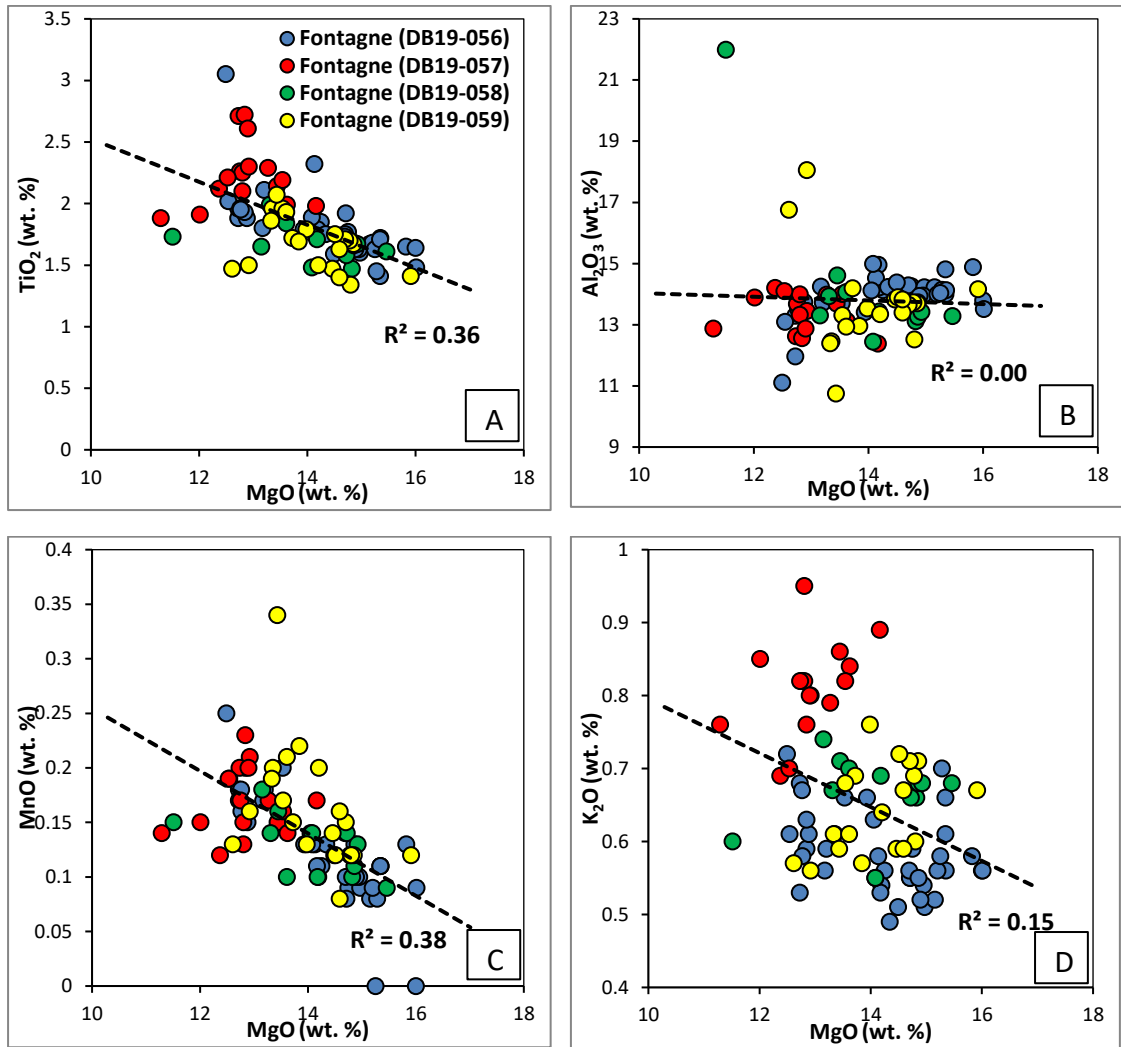 3.5
3
2.5
2
1.5
1
0.5
0
TiO₂ (wt. %)
Fontagne (DB19-056)
Fontagne (DB19-057)
Fontagne (DB19-058)
Fontagne (DB19-059)
R² = 0.36
A
10 12 14 16 18
MgO (wt. %)
23
21
19
17
15
13
11
9
Al₂O₃ (wt. %)
R² = 0.00
B
10 12 14 16 18
MgO (wt. %)
0.4
0.35
0.3
0.25
0.2
0.15
0.1
0.05
0
MnO (wt. %)
R² = 0.38
C
10 12 14 16 18
MgO (wt. %)
1
0.9
0.8
0.7
0.6
0.5
0.4
K₂O (wt. %)
R² = 0.15
D
10 12 14 16 18
MgO (wt. %)